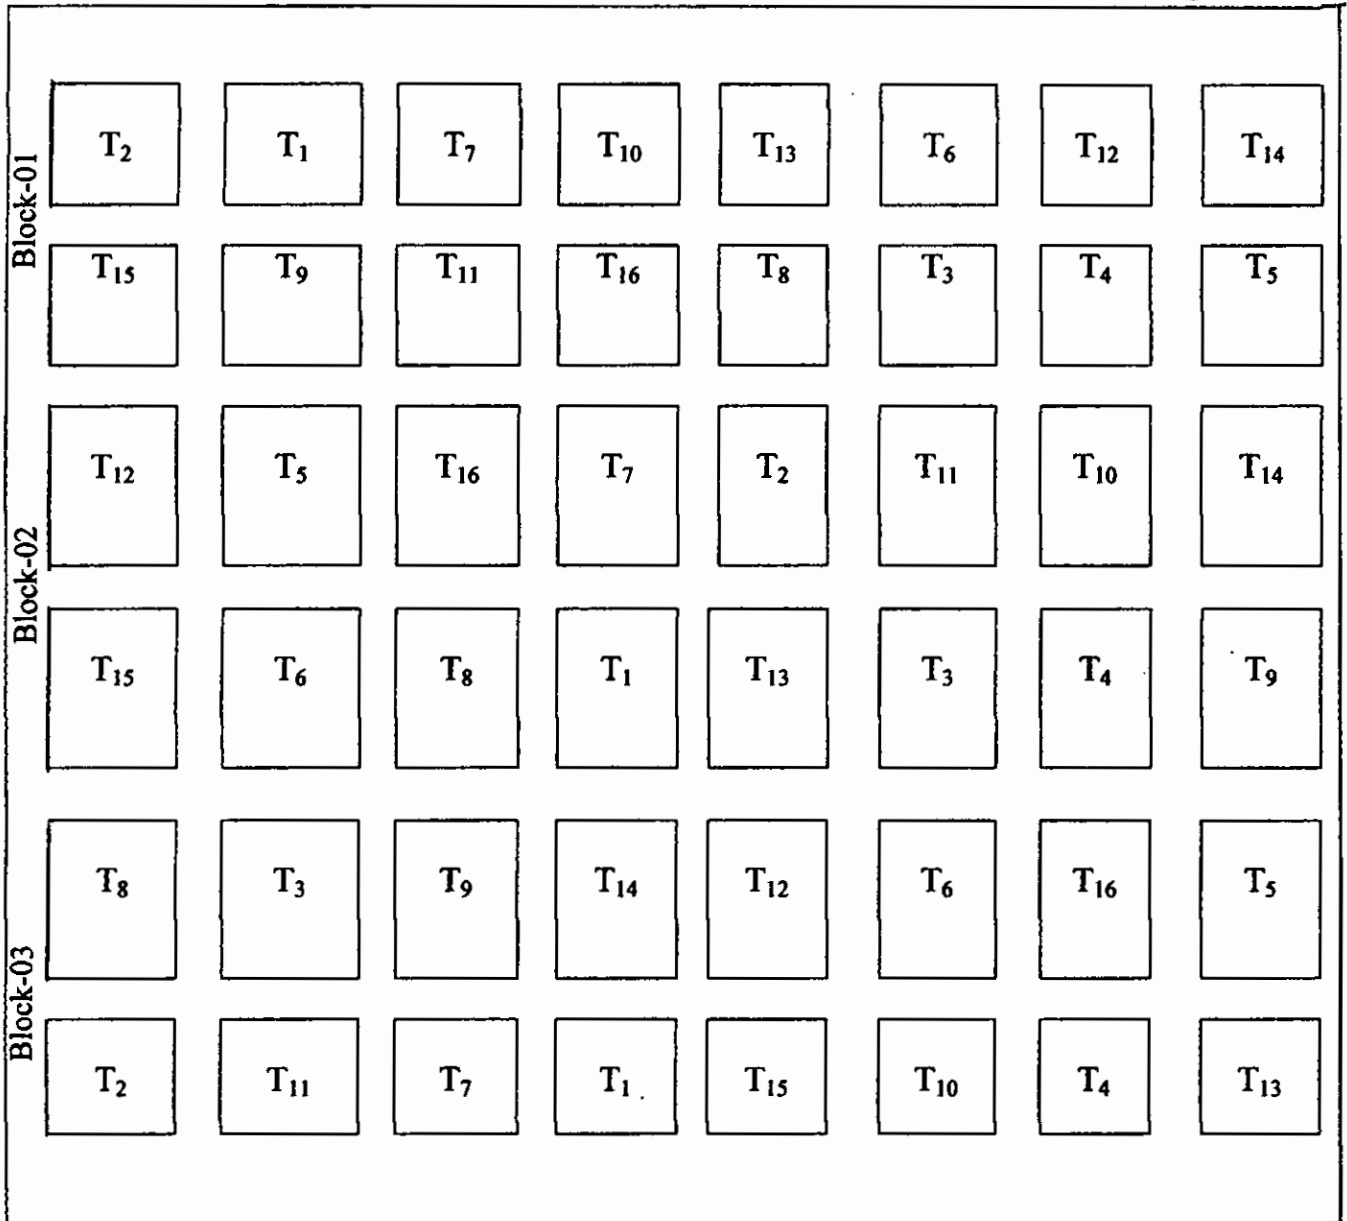 Block-01
T₂ T₁ T₇ T₁₀ T₁₃ T₆ T₁₂ T₁₄
T₁₅ T₉ T₁₁ T₁₆ T₈ T₃ T₄ T₅
Block-02
T₁₂ T₅ T₁₆ T₇ T₂ T₁₁ T₁₀ T₁₄
T₁₅ T₆ T₈ T₁ T₁₃ T₃ T₄ T₉
Block-03
T₈ T₃ T₉ T₁₄ T₁₂ T₆ T₁₆ T₅
T₂ T₁₁ T₇ T₁ T₁₅ T₁₀ T₄ T₁₃